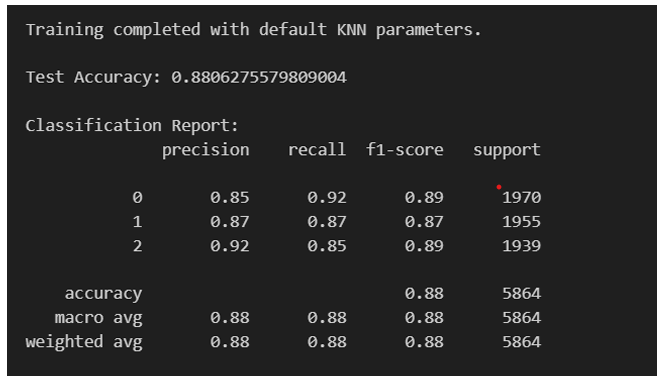 Training completed with default KNN parameters.
Test Accuracy: 0.8806275579809004
Classification Report:
precision recall f1-score support
0 0.85 0.92 0.89 1970
1 0.87 0.87 0.87 1955
2 0.92 0.85 0.89 1939
accuracy 0.88 5864
macro avg 0.88 0.88 0.88 5864
weighted avg 0.88 0.88 0.88 5864